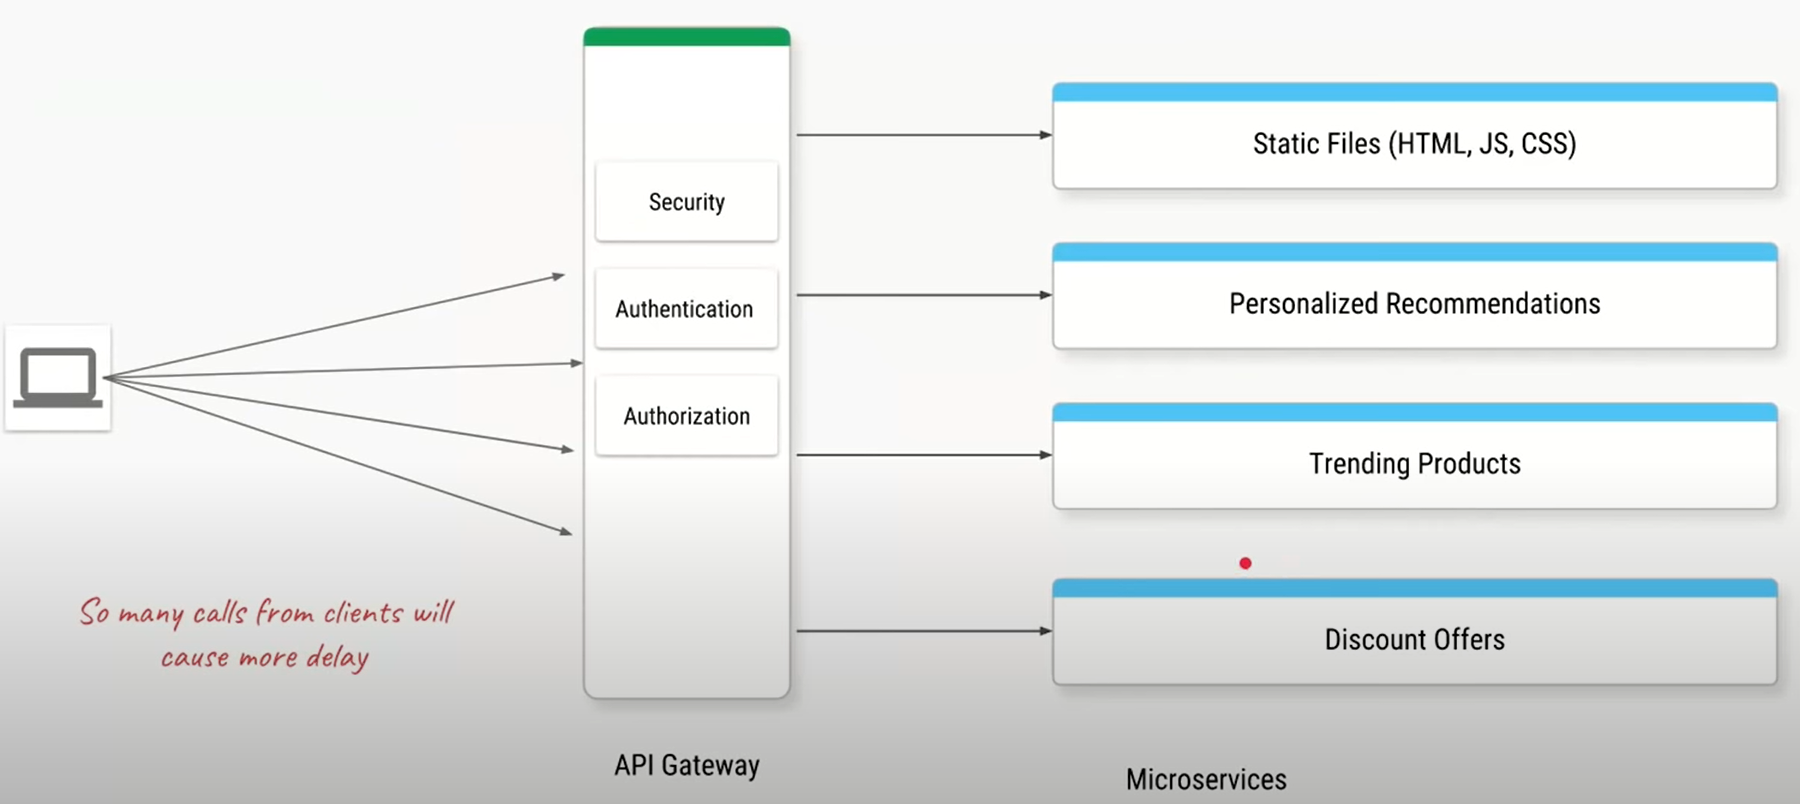 Static Files (HTML, JS, CSS)
Security
Personalized Recommendations
Authentication
Authorization
Trending Products
So many calls from clients will
cause more delay
Discount Offers
API Gateway
Microservices